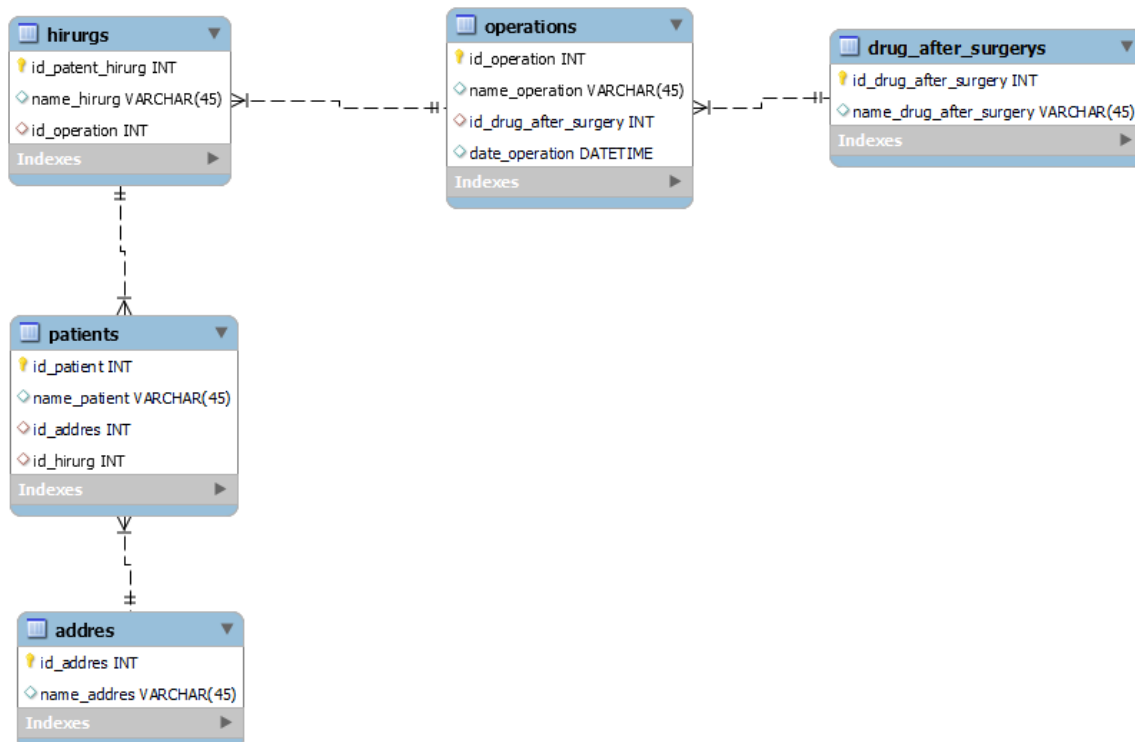 hirurgs
id_patent_hirurg INT
name_hirurg VARCHAR(45)
id_operation INT
Indexes
operations
id_operation INT
name_operation VARCHAR(45)
id_drug_after_surgery INT
date_operation DATETIME
Indexes
drug_after_surgerys
id_drug_after_surgery INT
name_drug_after_surgery VARCHAR(45)
Indexes
patients
id_patient INT
name_patient VARCHAR(45)
id_addres INT
id_hirurg INT
Indexes
addres
id_addres INT
name_addres VARCHAR(45)
Indexes